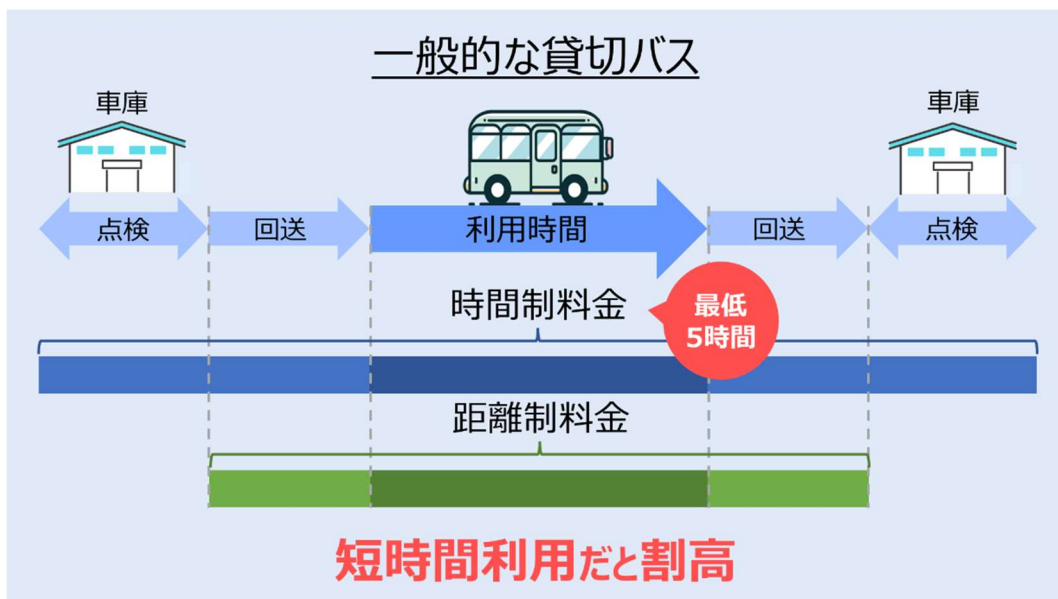 一般的な貸切バス
車庫
車庫
点検
回送
利用時間
回送
点検
時間制料金
最低
5時間
距離制料金
短時間利用だと割高